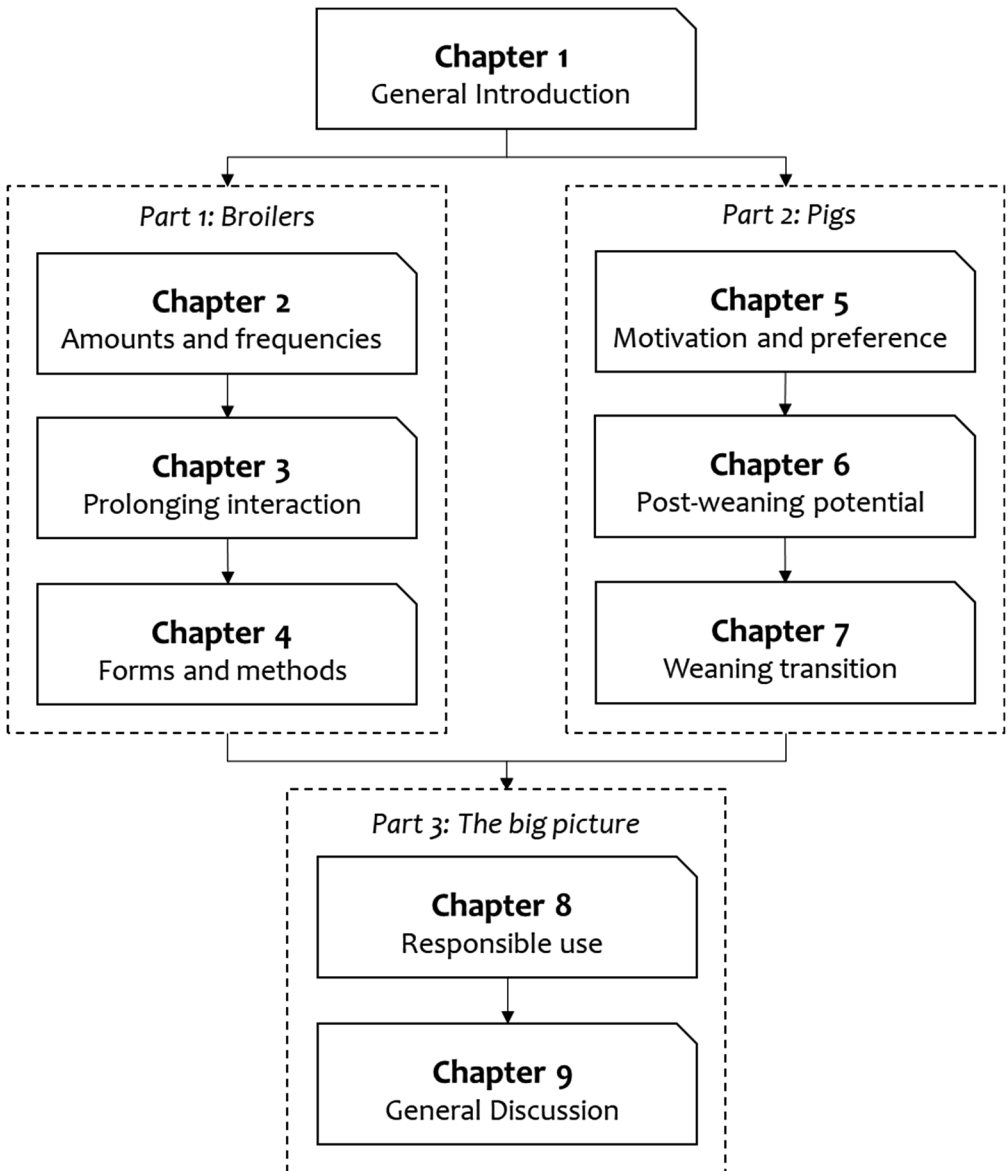 Chapter 1
General Introduction
Part 1: Broilers
Chapter 2
Amounts and frequencies
Chapter 3
Prolonging interaction
Chapter 4
Forms and methods
Part 2: Pigs
Chapter 5
Motivation and preference
Chapter 6
Post-weaning potential
Chapter 7
Weaning transition
Part 3: The big picture
Chapter 8
Responsible use
Chapter 9
General Discussion